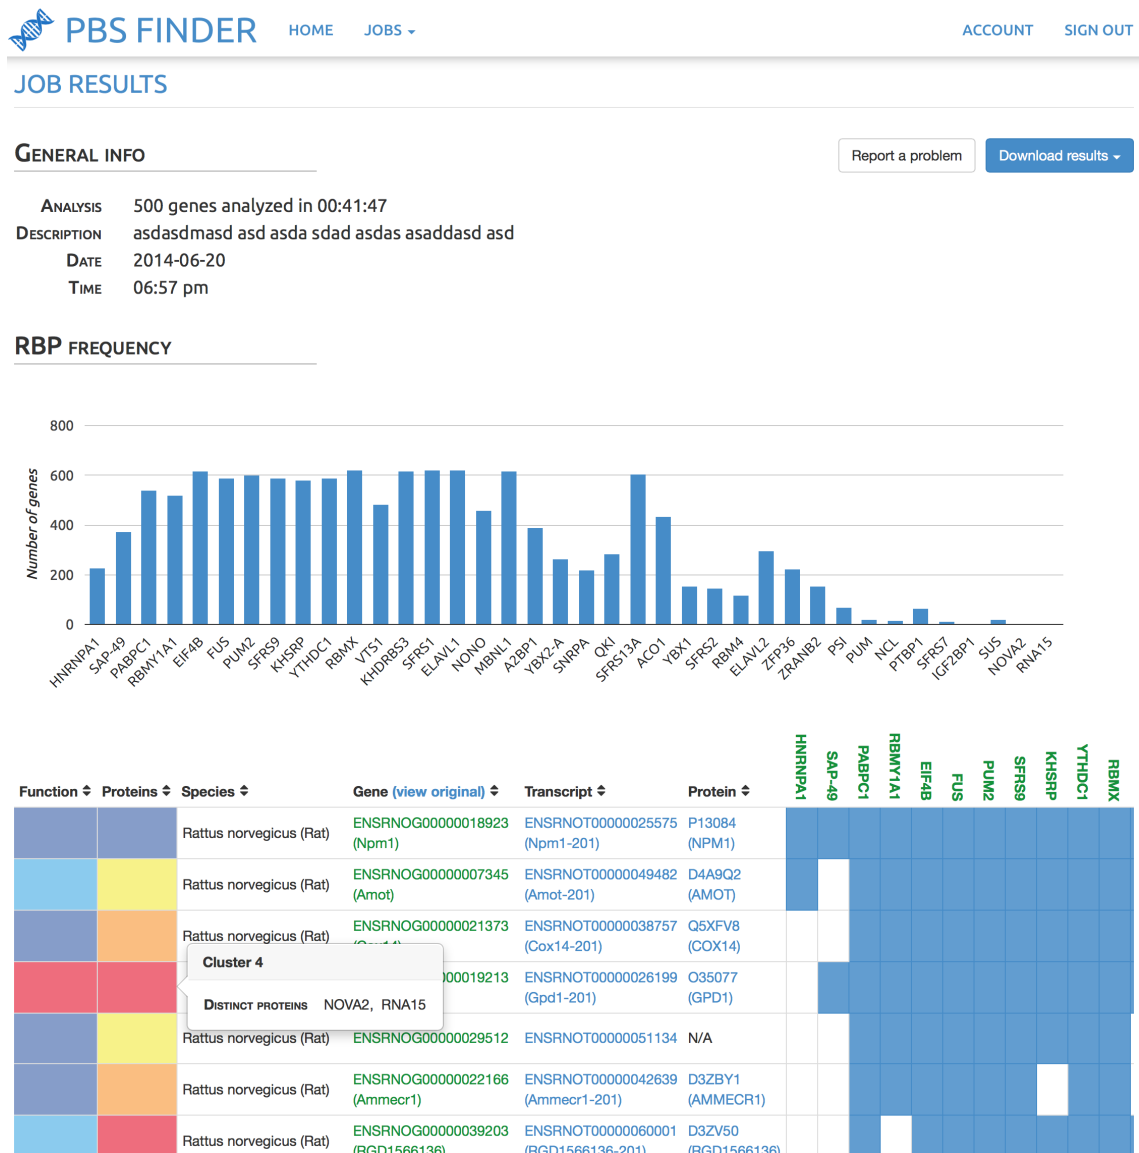 PBS FINDER HOME JOBS ACCOUNT SIGN OUT
JOB RESULTS
GENERAL INFO Report a problem Download results
ANALYSIS 500 genes analyzed in 00:41:47
DESCRIPTION asdasdmasd asd asda sdad asdas asaddasd asd
DATE 2014-06-20
TIME 06:57 pm
RBP FREQUENCY
800
600
400
200
0
Number of genes
HNRNPA1 SAP-49 PABPC1 RBMY1A1 EIF4B FUS PUM2 SFRS9 KHSRP YTHDC1 RBMX VTS1 KHDRBS3 SFRS1 ELAVL1 NONO MBNL1 A2BP1 YBX2-A SNRPA QKI SFRS13A ACO1 YBX1 SFRS2 RBM4 ELAVL2 ZFP36 ZRANB2 PSI PUM NCL PTBP1 SFRS7 IGF2BP1 SUS NOVA2 RNA15
HNRNPA1 SAP-49 PABPC1 RBMY1A1 EIF4B FUS PUM2 SFRS9 KHSRP YTHDC1 RBMX
Function Proteins Species Gene (view original) Transcript Protein
Rattus norvegicus (Rat) ENSRNOG00000018923 ENSRNOT00000025575 P13084
(Npm1) (Npm1-201) (NPM1)
Rattus norvegicus (Rat) ENSRNOG00000007345 ENSRNOT00000049482 D4A9Q2
(Amot) (Amot-201) (AMOT)
Rattus norvegicus (Rat) ENSRNOG00000021373 ENSRNOT00000038757 Q5XFV8
(Cox14-201) (COX14)
Cluster 4
00019213 ENSRNOT00000026199 O35077
(Gpd1-201) (GPD1)
DISTINCT PROTEINS NOVA2, RNA15
Rattus norvegicus (Rat) ENSRNOG00000029512 ENSRNOT00000051134 N/A
Rattus norvegicus (Rat) ENSRNOG00000022166 ENSRNOT00000042639 D3ZBY1
(Ammecr1) (Ammecr1-201) (AMMECR1)
Rattus norvegicus (Rat) ENSRNOG00000039203 ENSRNOT00000060001 D3ZV50
(RGD1566136) (RGD1566136-201) (RGD1566136)